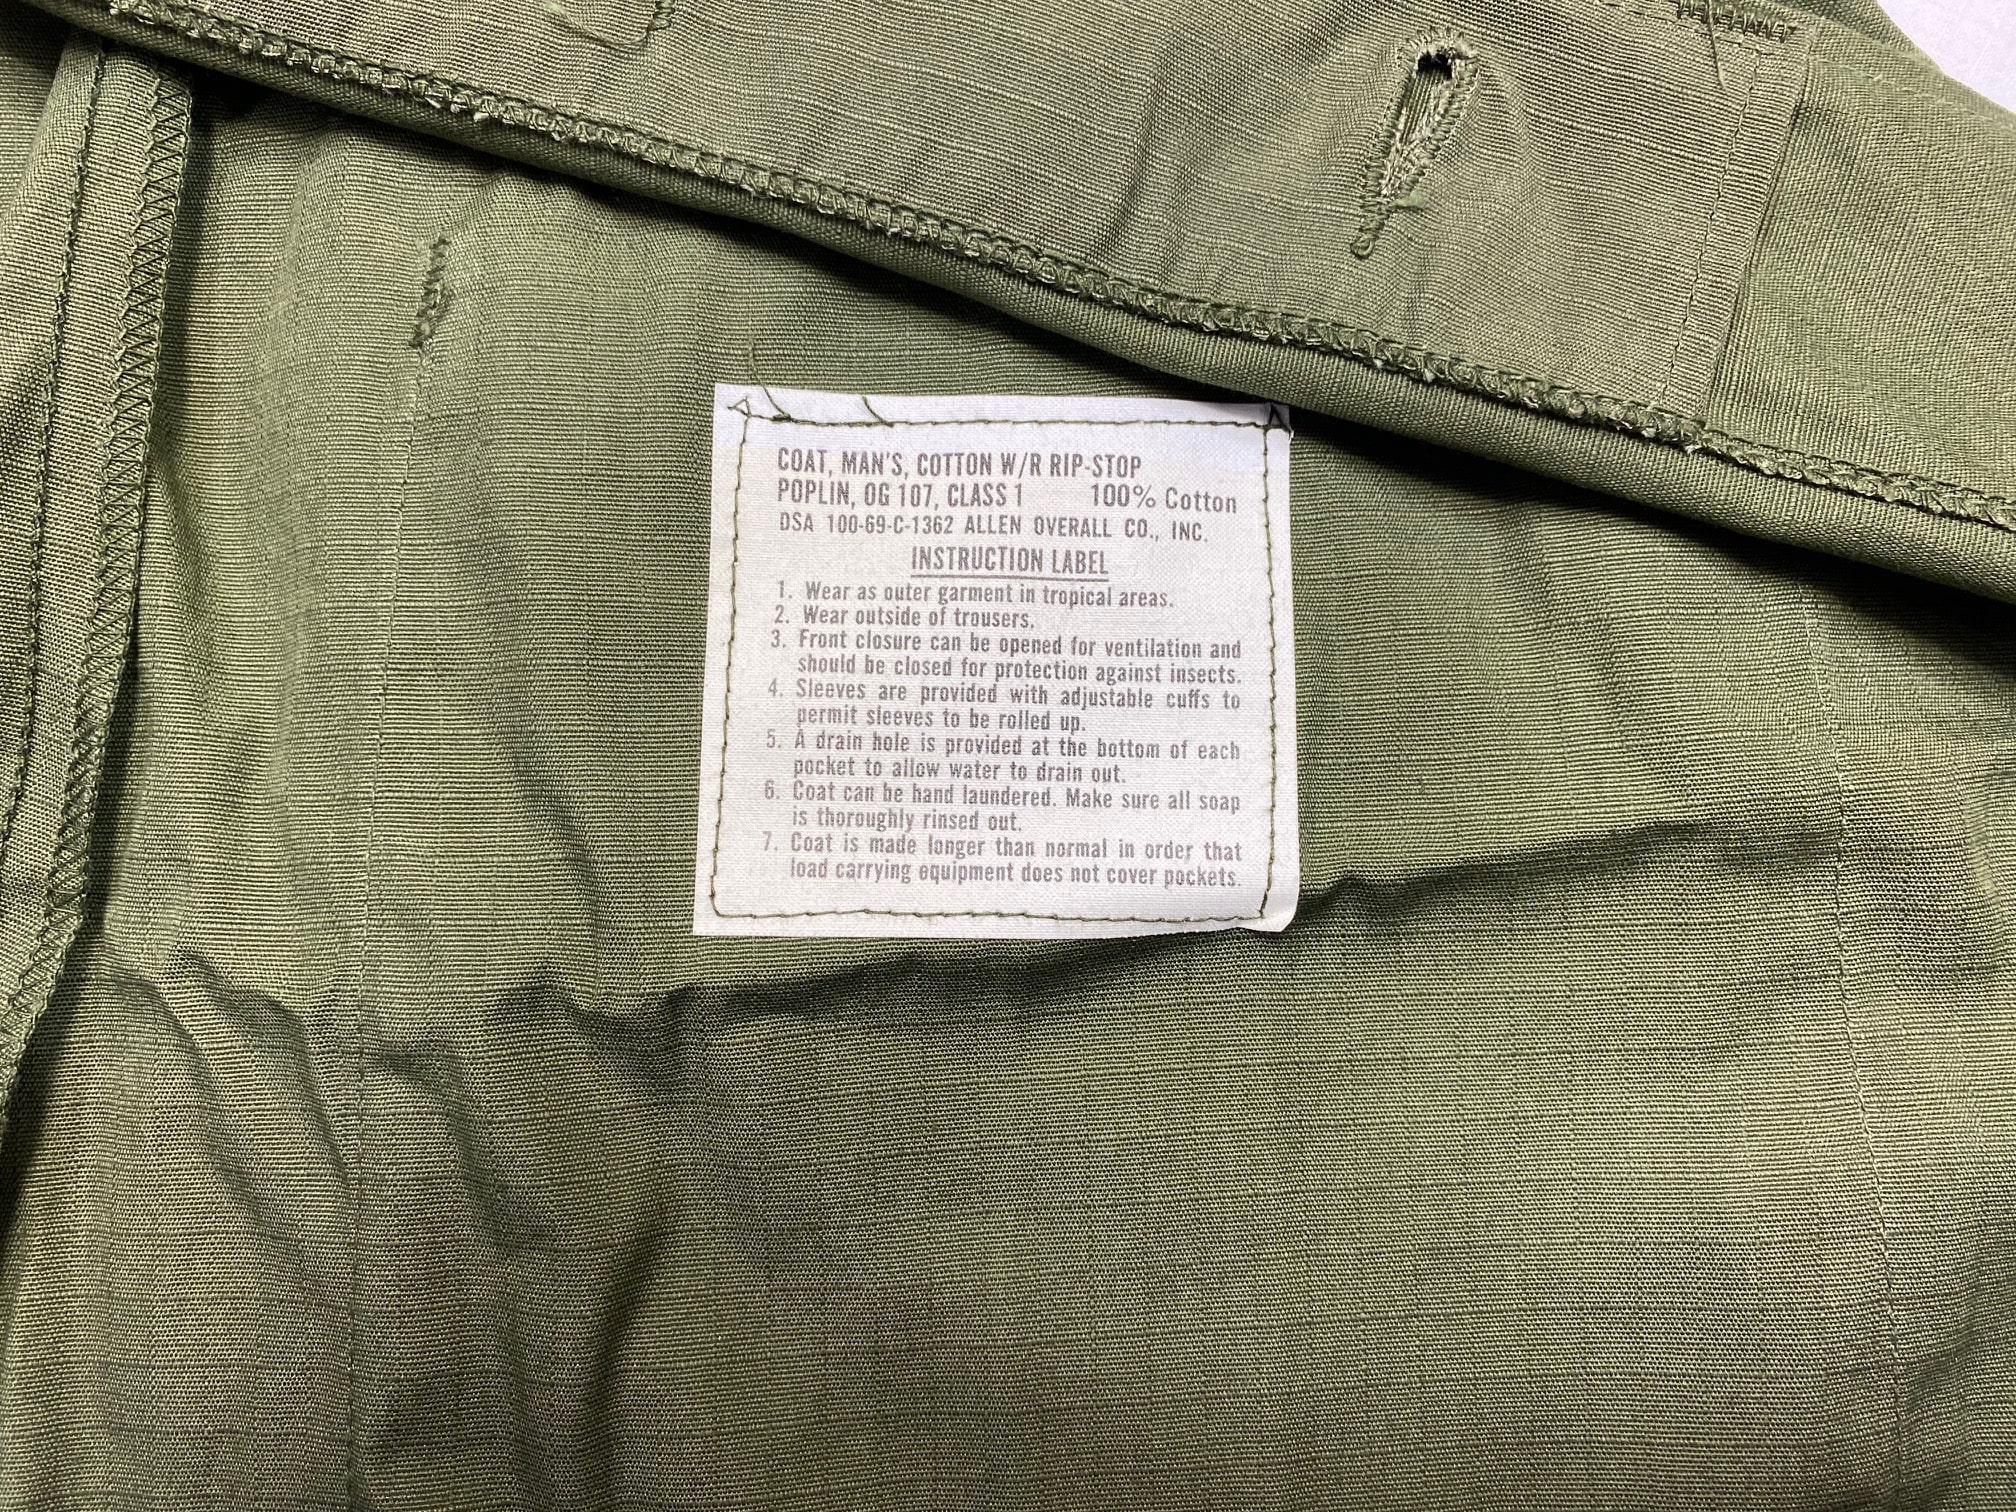 COAT, MAN'S, COTTON W/R RIP-STOP
POPLIN, OG 107, CLASS 1 100% Cotton
DSA 100-69-C-1362 ALLEN OVERALL CO., INC.
INSTRUCTION LABEL
1. Wear as outer garment in tropical areas.
2. Wear outside of trousers.
3. Front closure can be opened for ventilation and
should be closed for protection against insects.
4. Sleeves are provided with adjustable cuffs to
permit sleeves to be rolled up.
5. A drain hole is provided at the bottom of each
pocket to allow water to drain out.
6. Coat can be hand laundered. Make sure all soap
is thoroughly rinsed out.
7. Coat is made longer than normal in order that
load carrying equipment does not cover pockets.